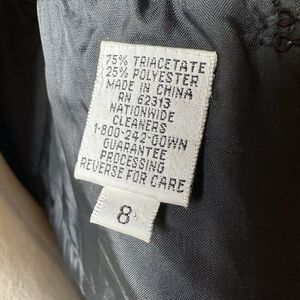 75% TRIACETATE
25% POLYESTER
MADE IN CHINA
RN 62313
NATIONWIDE
CLEANERS
1-800-242-GOWN
GUARANTEE
PROCESSING
REVERSE FOR CARE
8